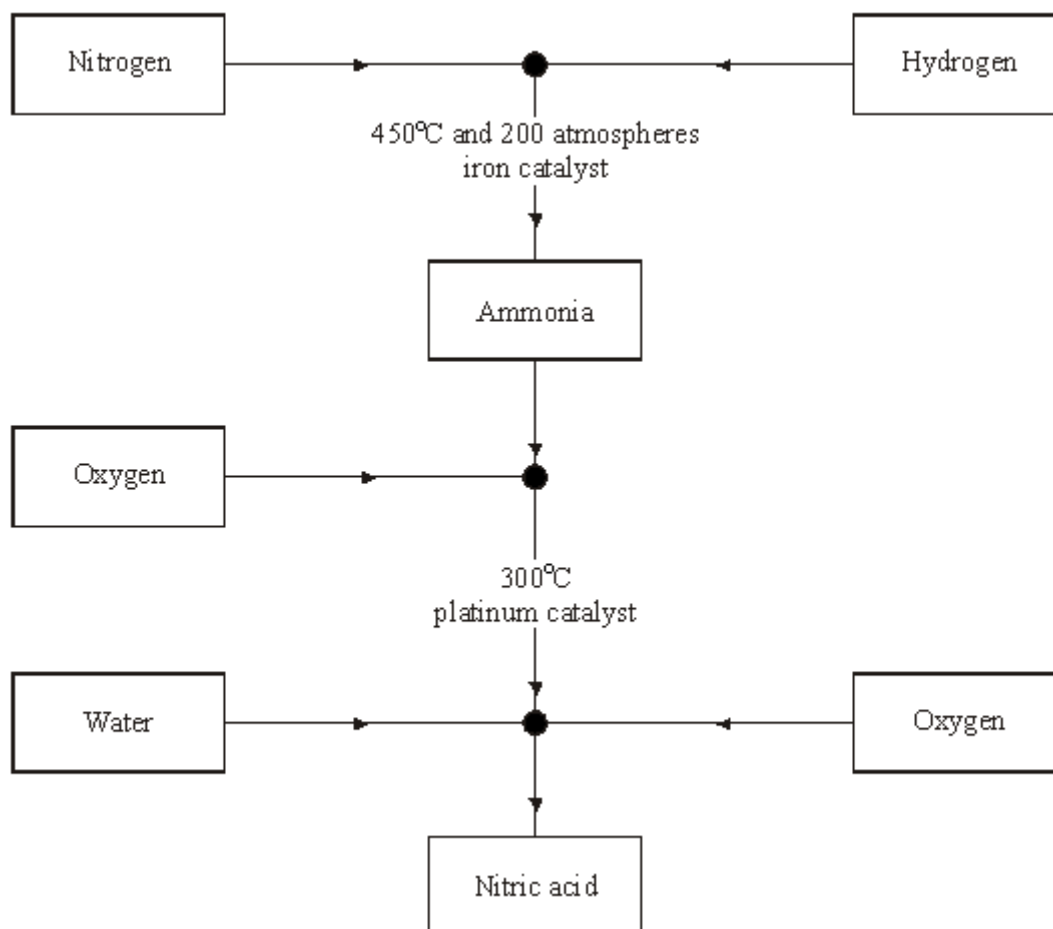 Nitrogen
Hydrogen
450°C and 200 atmospheres
iron catalyst
Ammonia
Oxygen
300°C
platinum catalyst
Water
Oxygen
Nitric acid